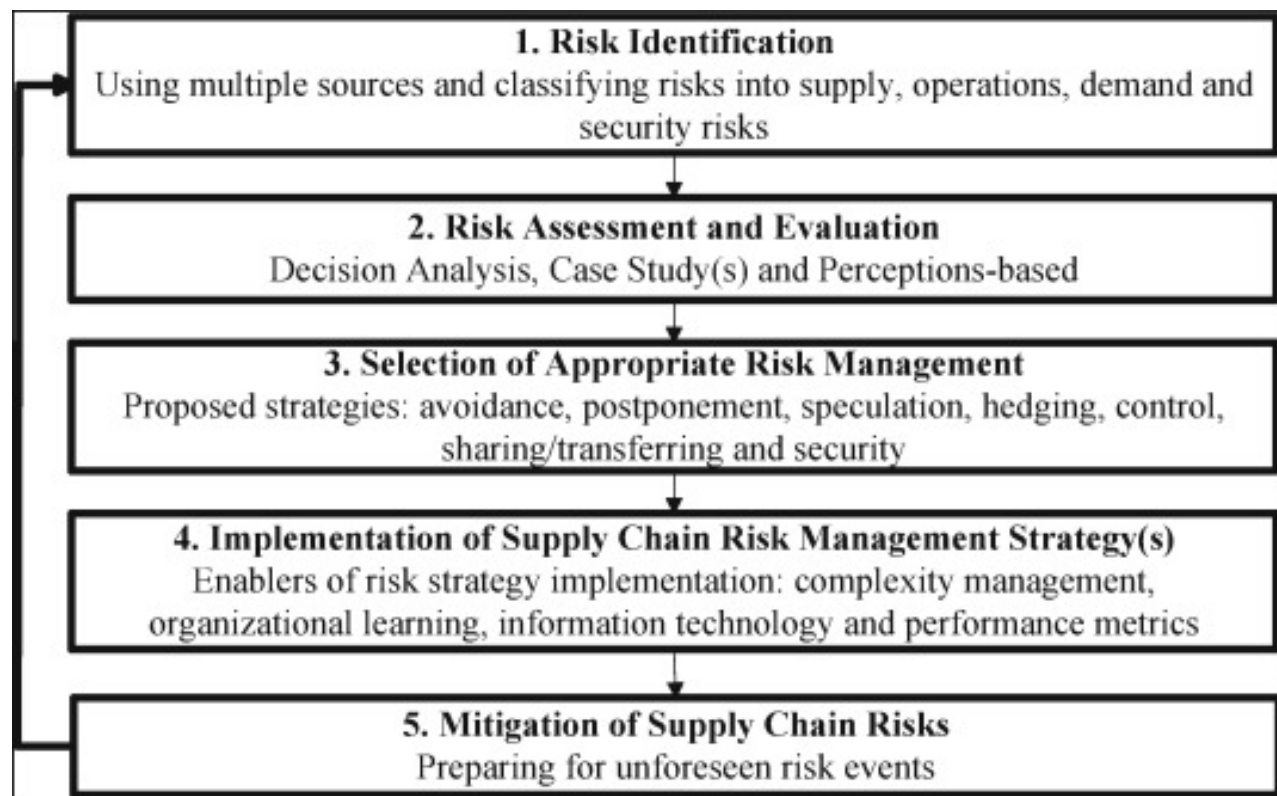 1. Risk Identification
Using multiple sources and classifying risks into supply, operations, demand and
security risks
2. Risk Assessment and Evaluation
Decision Analysis, Case Study(s) and Perceptions-based
3. Selection of Appropriate Risk Management
Proposed strategies: avoidance, postponement, speculation, hedging, control,
sharing/transferring and security
4. Implementation of Supply Chain Risk Management Strategy(s)
Enablers of risk strategy implementation: complexity management,
organizational learning, information technology and performance metrics
5. Mitigation of Supply Chain Risks
Preparing for unforeseen risk events